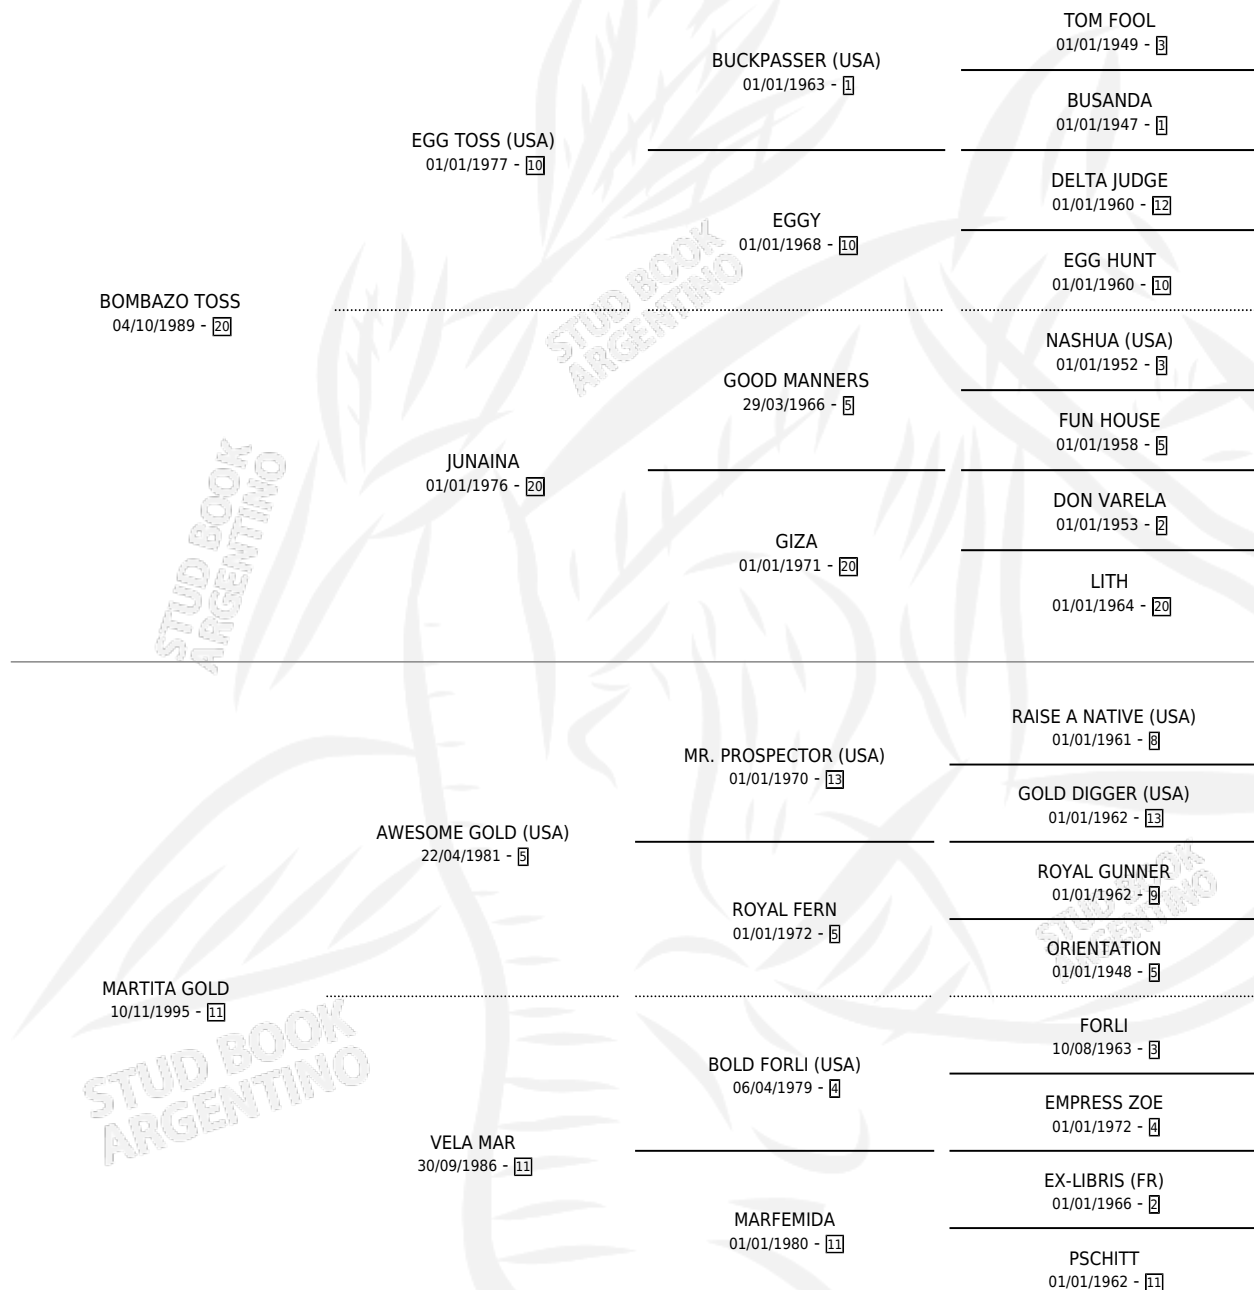 TOM FOOL
01/01/1949 - 3
BUCKPASSER (USA)
01/01/1963 - 1
BUSANDA
01/01/1947 - 1
EGG TOSS (USA)
01/01/1977 - 10
DELTA JUDGE
01/01/1960 - 12
EGGY
01/01/1968 - 10
EGG HUNT
01/01/1960 - 10
BOMBAZO TOSS
04/10/1989 - 20
STUD BOOK
ARGENTINO
NASHUA (USA)
01/01/1952 - 3
GOOD MANNERS
29/03/1966 - 5
FUN HOUSE
01/01/1958 - 5
JUNAINA
01/01/1976 - 20
DON VARELA
01/01/1953 - 2
GIZA
01/01/1971 - 20
LITH
01/01/1964 - 20
STUD BOOK
ARGENTINO
RAISE A NATIVE (USA)
01/01/1961 - 8
MR. PROSPECTOR (USA)
01/01/1970 - 13
GOLD DIGGER (USA)
01/01/1962 - 13
AWESOME GOLD (USA)
22/04/1981 - 5
ROYAL GUNNER
01/01/1962 - 9
ROYAL FERN
01/01/1972 - 5
STUD BOOK
ARGENTINO
ORIENTATION
01/01/1948 - 5
MARTITA GOLD
10/11/1995 - 11
STUD BOOK
ARGENTINO
FORLI
10/08/1963 - 3
BOLD FORLI (USA)
06/04/1979 - 4
EMPRESS ZOE
01/01/1972 - 4
VELA MAR
30/09/1986 - 11
EX-LIBRIS (FR)
01/01/1966 - 2
MARFEMIDA
01/01/1980 - 11
PSCHITT
01/01/1962 - 11